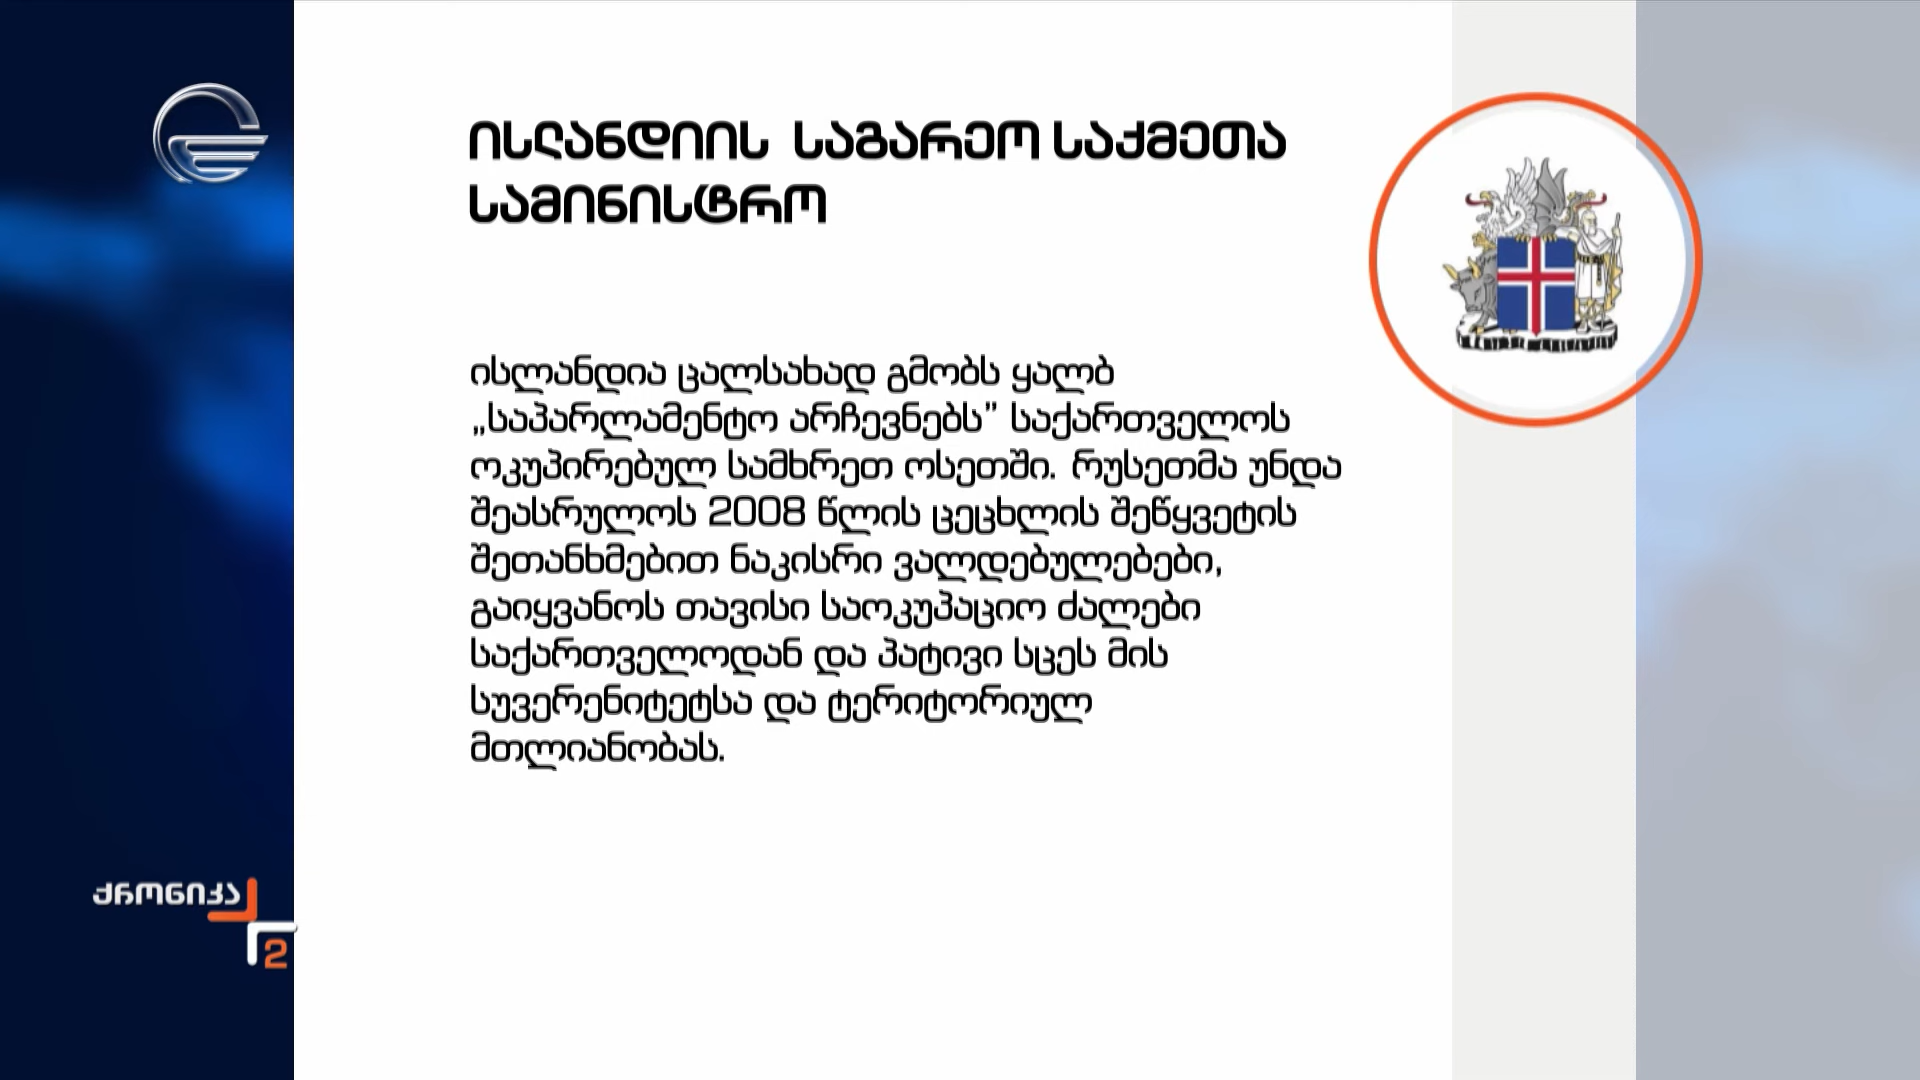 ისლანდიის საგარეო საქმეთა
სამინისტრო
ისლანდია ცალსახად გმობს ყალბ
„საპარლამენტო არჩევნებს” საქართველოს
ოკუპირებულ სამხრეთ ოსეთში. რუსეთმა უნდა
შეასრულოს 2008 წლის ცეცხლის შეწყვეტის
შეთანხმებით ნაკისრი ვალდებულებები,
გაიყვანოს თავისი საოკუპაციო ძალები
საქართველოდან და პატივი სცეს მის
სუვერენიტეტსა და ტერიტორიულ
მთლიანობას.
ქრონიკა
2